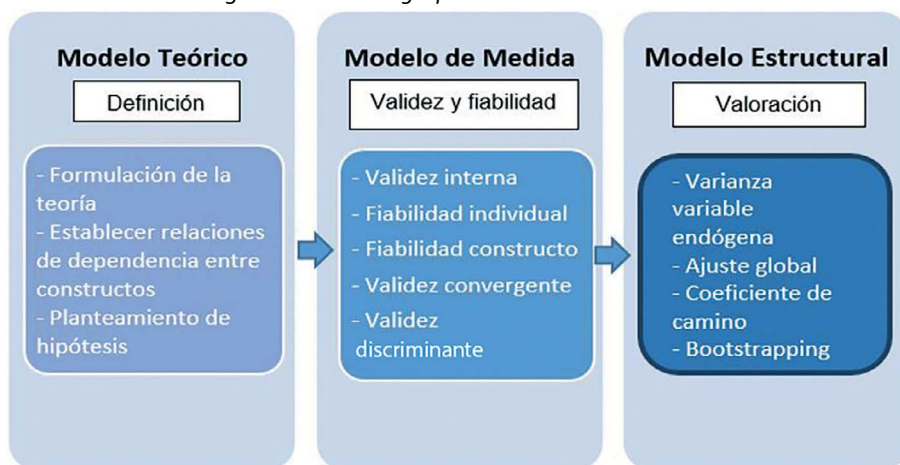 Modelo Teórico
Definición
- Formulación de la
teoría
- Establecer relaciones
de dependencia entre
constructos
- Planteamiento de
hipótesis
Modelo de Medida
Validez y fiabilidad
- Validez interna
- Fiabilidad individual
- Fiabilidad constructo
- Validez convergente
- Validez
discriminante
Modelo Estructural
Valoración
- Varianza
variable
endógena
- Ajuste global
- Coeficiente de
camino
- Bootstrapping